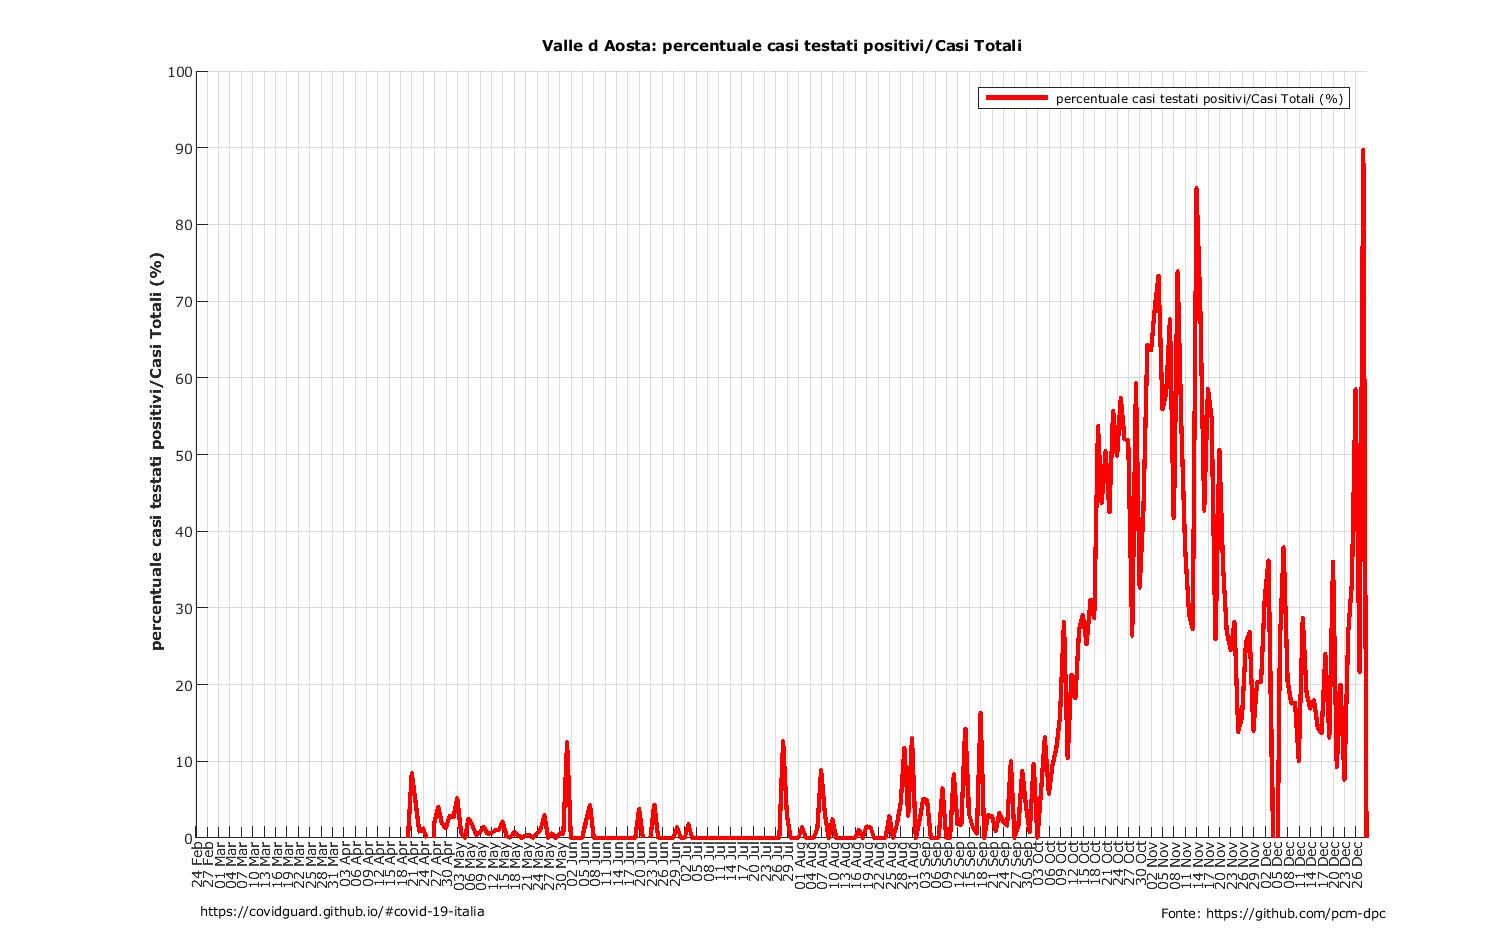 Valle d Aosta: percentuale casi testati positivi/Casi Totali
percentuale casi testati positivi/Casi Totali (%)
percentuale casi testati positivi/Casi Totali (%)
100
90
80
70
60
50
40
30
20
10
0
24 Feb
27 Feb
01 Mar
04 Mar
07 Mar
10 Mar
13 Mar
16 Mar
19 Mar
22 Mar
25 Mar
28 Mar
31 Mar
03 Apr
06 Apr
09 Apr
12 Apr
15 Apr
18 Apr
21 Apr
24 Apr
27 Apr
30 Apr
03 May
06 May
09 May
12 May
15 May
18 May
21 May
24 May
27 May
30 May
02 Jun
05 Jun
08 Jun
11 Jun
14 Jun
17 Jun
20 Jun
23 Jun
26 Jun
29 Jun
02 Jul
05 Jul
08 Jul
11 Jul
14 Jul
17 Jul
20 Jul
23 Jul
26 Jul
29 Jul
01 Aug
04 Aug
07 Aug
10 Aug
13 Aug
16 Aug
19 Aug
22 Aug
25 Aug
28 Aug
31 Aug
03 Sep
06 Sep
09 Sep
12 Sep
15 Sep
18 Sep
21 Sep
24 Sep
27 Sep
30 Sep
03 Oct
06 Oct
09 Oct
12 Oct
15 Oct
18 Oct
21 Oct
24 Oct
27 Oct
30 Oct
02 Nov
05 Nov
08 Nov
11 Nov
14 Nov
17 Nov
20 Nov
23 Nov
26 Nov
29 Nov
02 Dec
05 Dec
08 Dec
11 Dec
14 Dec
17 Dec
20 Dec
23 Dec
26 Dec
https://covidguard.github.io/#covid-19-italia
Fonte: https://github.com/pcm-dpc